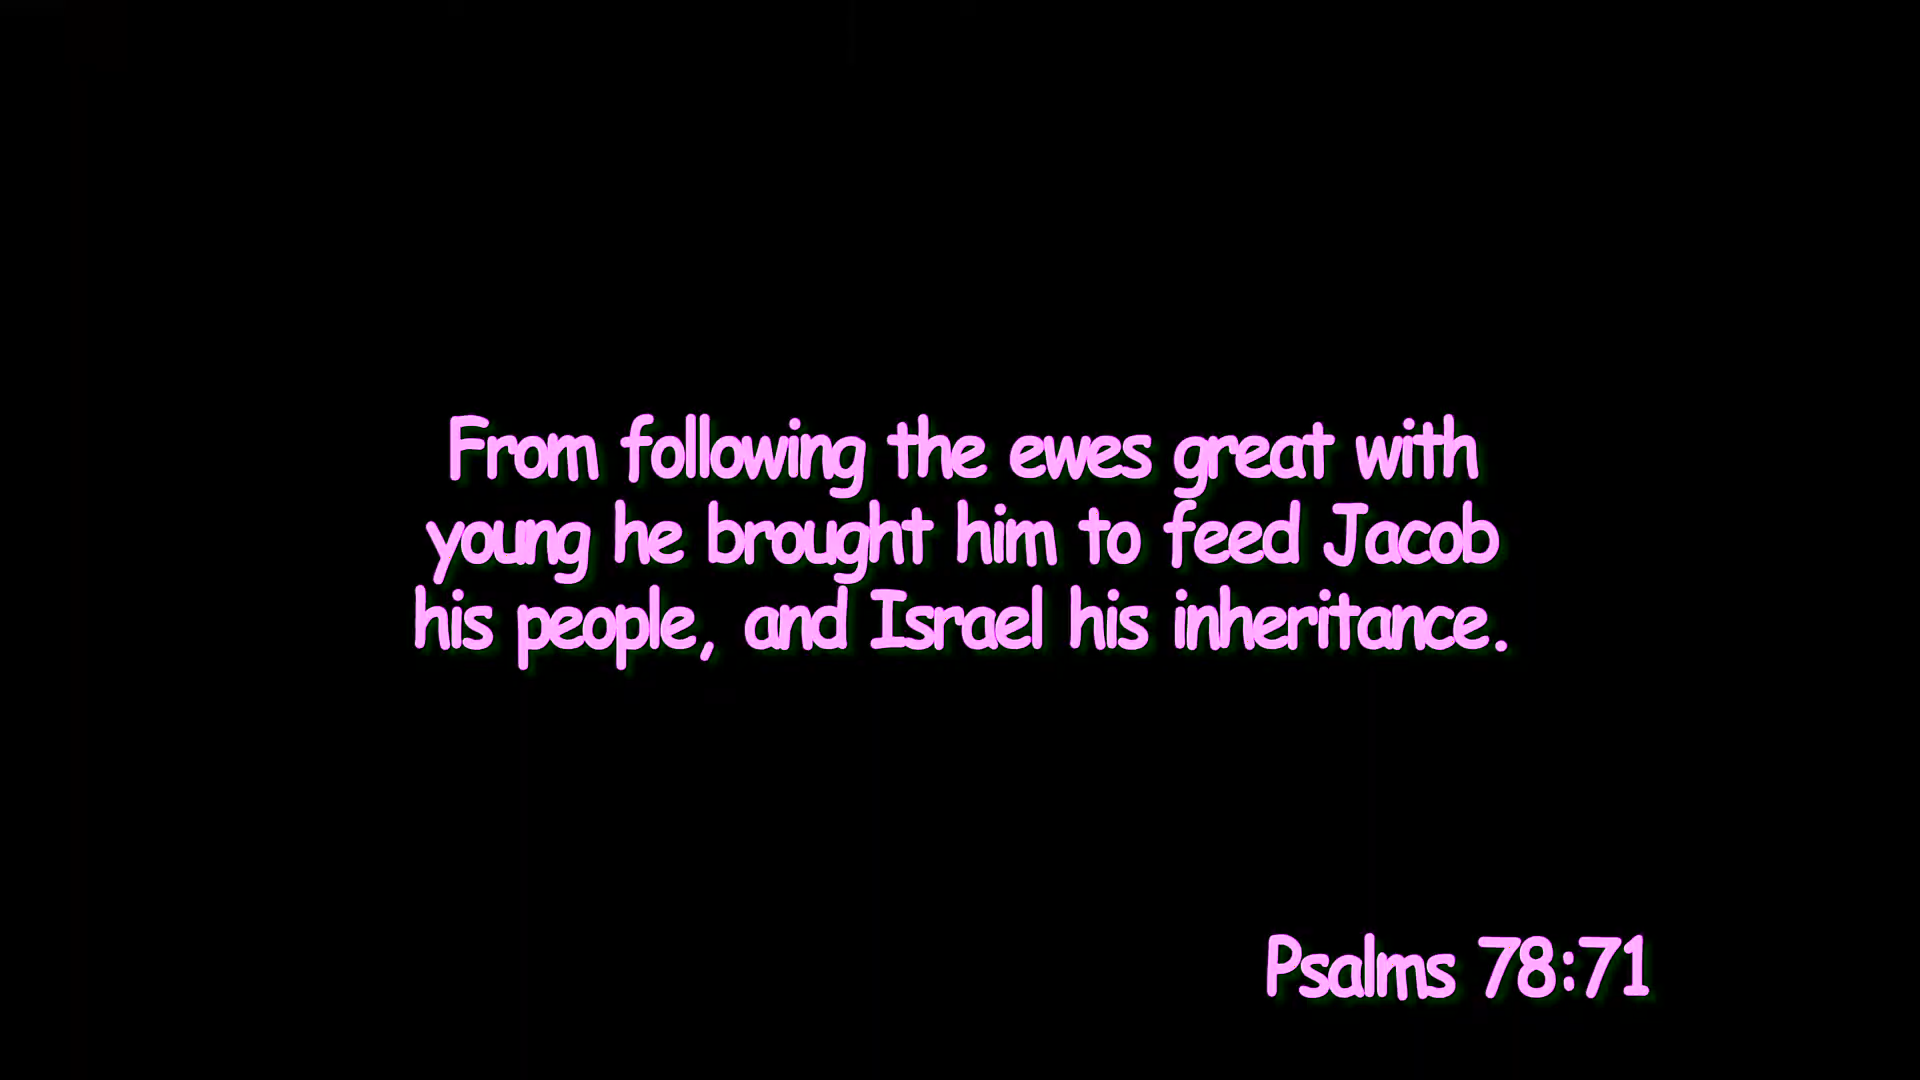 From following the ewes great with
young he brought him to feed Jacob
his people, and Israel his inheritance.
Psalms 78:71